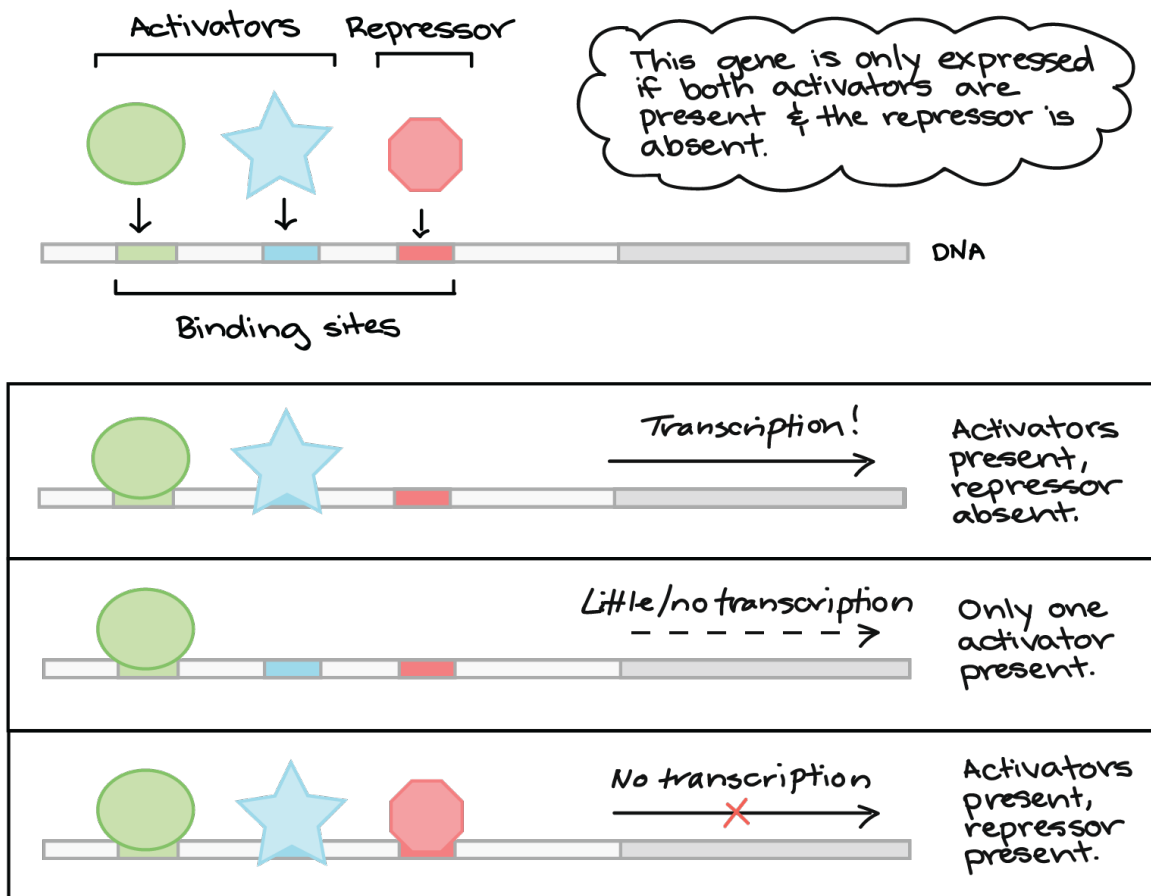 Activators
Repressor
This gene is only expressed
if both activators are
present & the repressor is
absent.
DNA
Binding sites
Transcription!
Activators
present,
repressor
absent.
Little/no transcription
Only one
activator
present.
No transcription
Activators
present,
repressor
present.